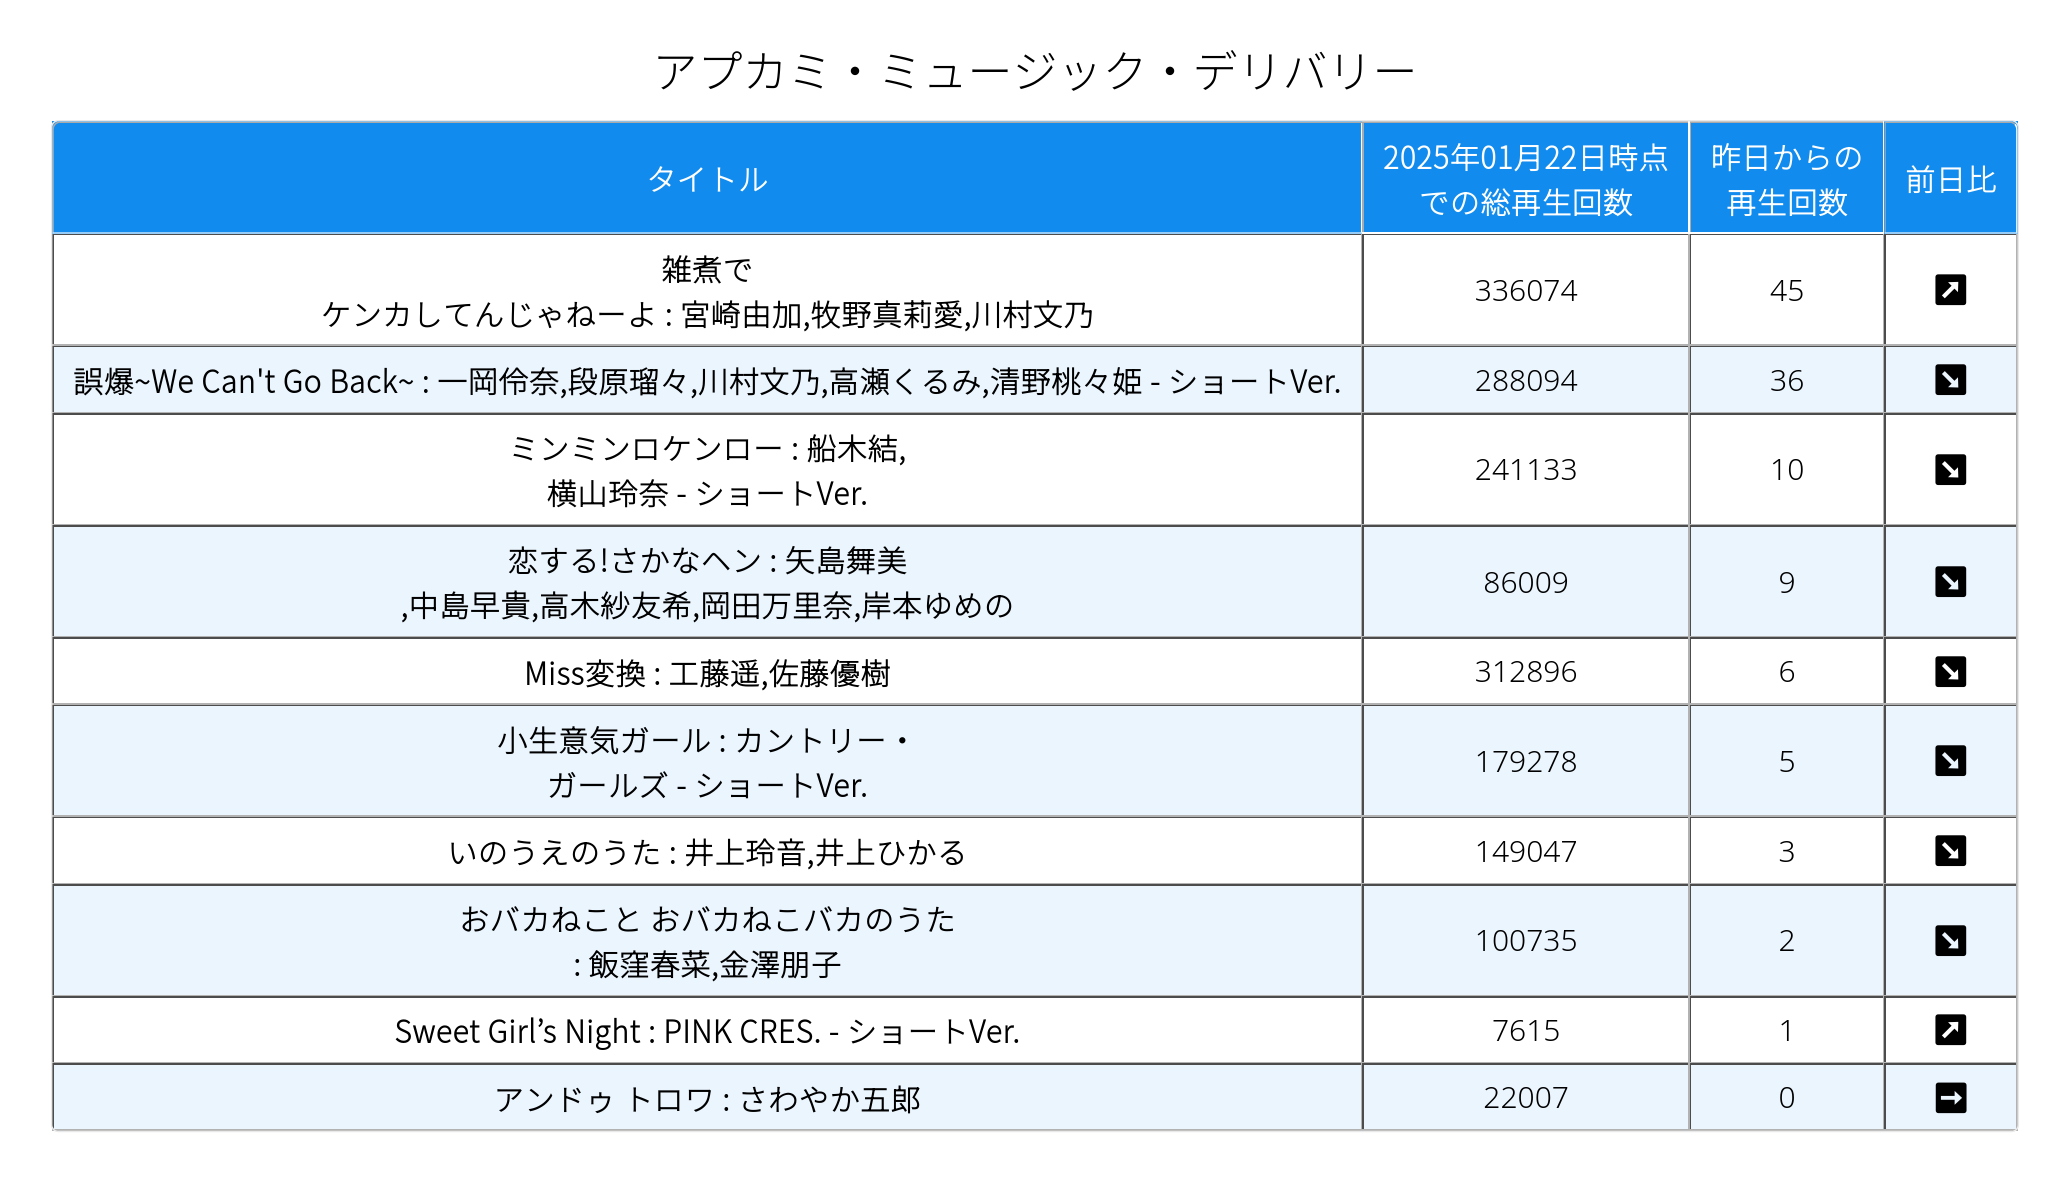 アプカミ・ミュージック・デリバリー
タイトル
2025年01月22日時点
での総再生回数
昨日からの
再生回数
前日比
雑煮で
ケンカしてんじゃねーよ : 宮崎由加,牧野真莉愛,川村文乃
336074
45
誤爆~We Can't Go Back~ : 一岡伶奈,段原瑠々,川村文乃,高瀬くるみ,清野桃々姫 - ショートVer.
288094
36
ミンミンロケンロー : 船木結,
横山玲奈 - ショートVer.
241133
10
恋する!さかなヘン : 矢島舞美
,中島早貴,高木紗友希,岡田万里奈,岸本ゆめの
86009
9
Miss変換 : 工藤遥,佐藤優樹
312896
6
小生意気ガール : カントリー・
ガールズ - ショートVer.
179278
5
いのうえのうた : 井上玲音,井上ひかる
149047
3
おバカねこと おバカねこバカのうた
: 飯窪春菜,金澤朋子
100735
2
Sweet Girl’s Night : PINK CRES. - ショートVer.
7615
1
アンドゥ トロワ : さわやか五郎
22007
0